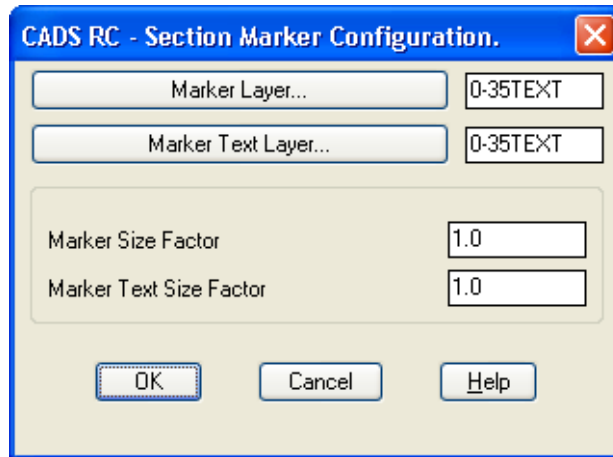 CADS RC - Section Marker Configuration.
Marker Layer... 0-35TEXT
Marker Text Layer... 0-35TEXT
Marker Size Factor 1.0
Marker Text Size Factor 1.0
OK Cancel Help